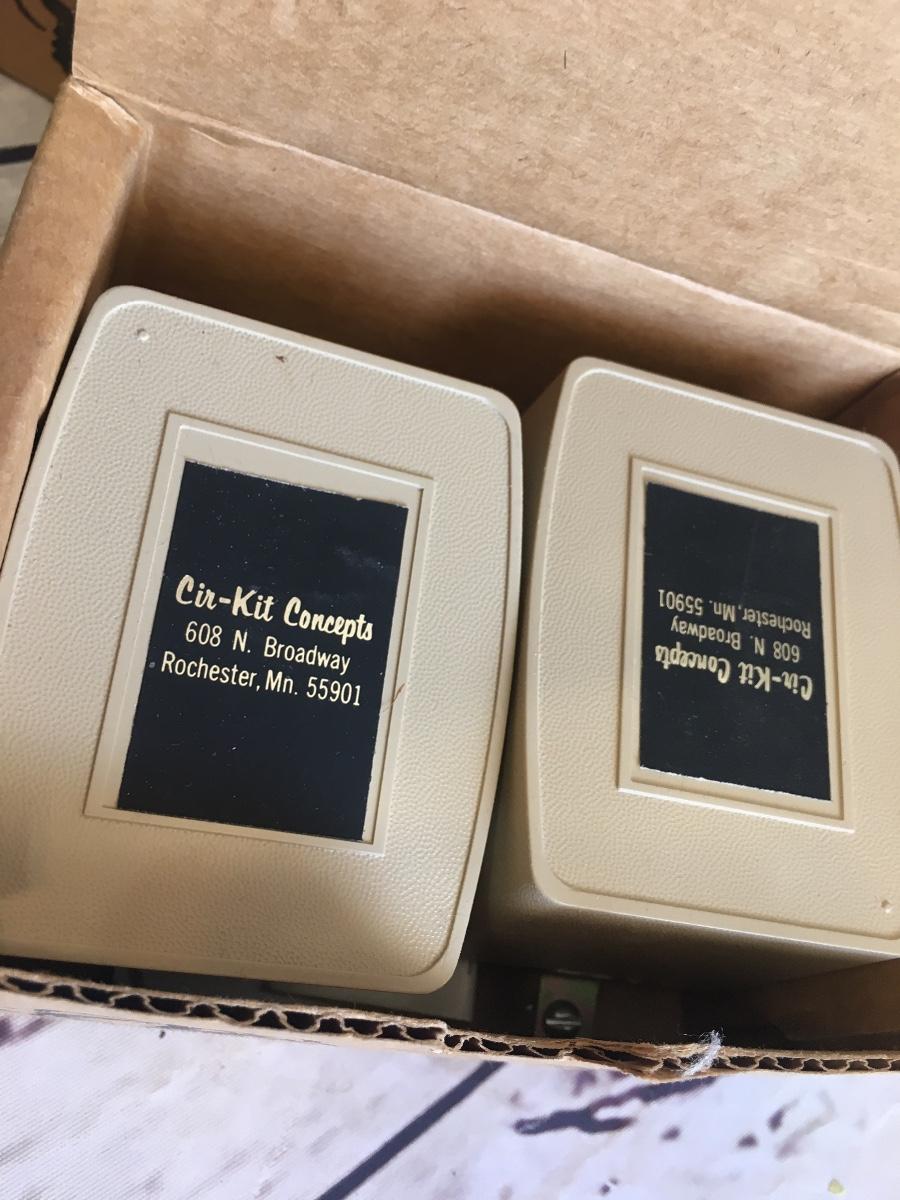 Cir-Kit Concepts
608 N. Broadway
Rochester, Mn. 55901
Cir-Kit Concepts
608 N. Broadway
Rochester, Mn. 55901